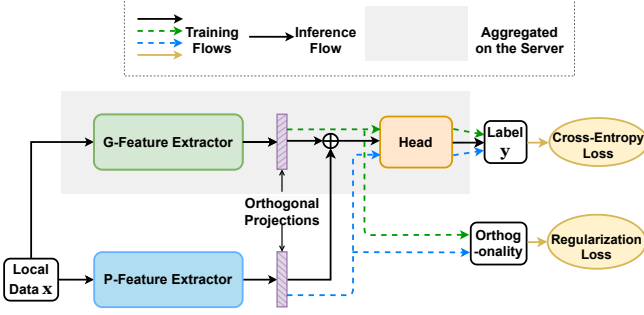 Training
Flows
Inference
Flow
Aggregated
on the Server
G-Feature Extractor
Head
Label
y
Cross-Entropy
Loss
Orthogonal
Projections
Local
Data x
P-Feature Extractor
Orthog
-onality
Regularization
Loss